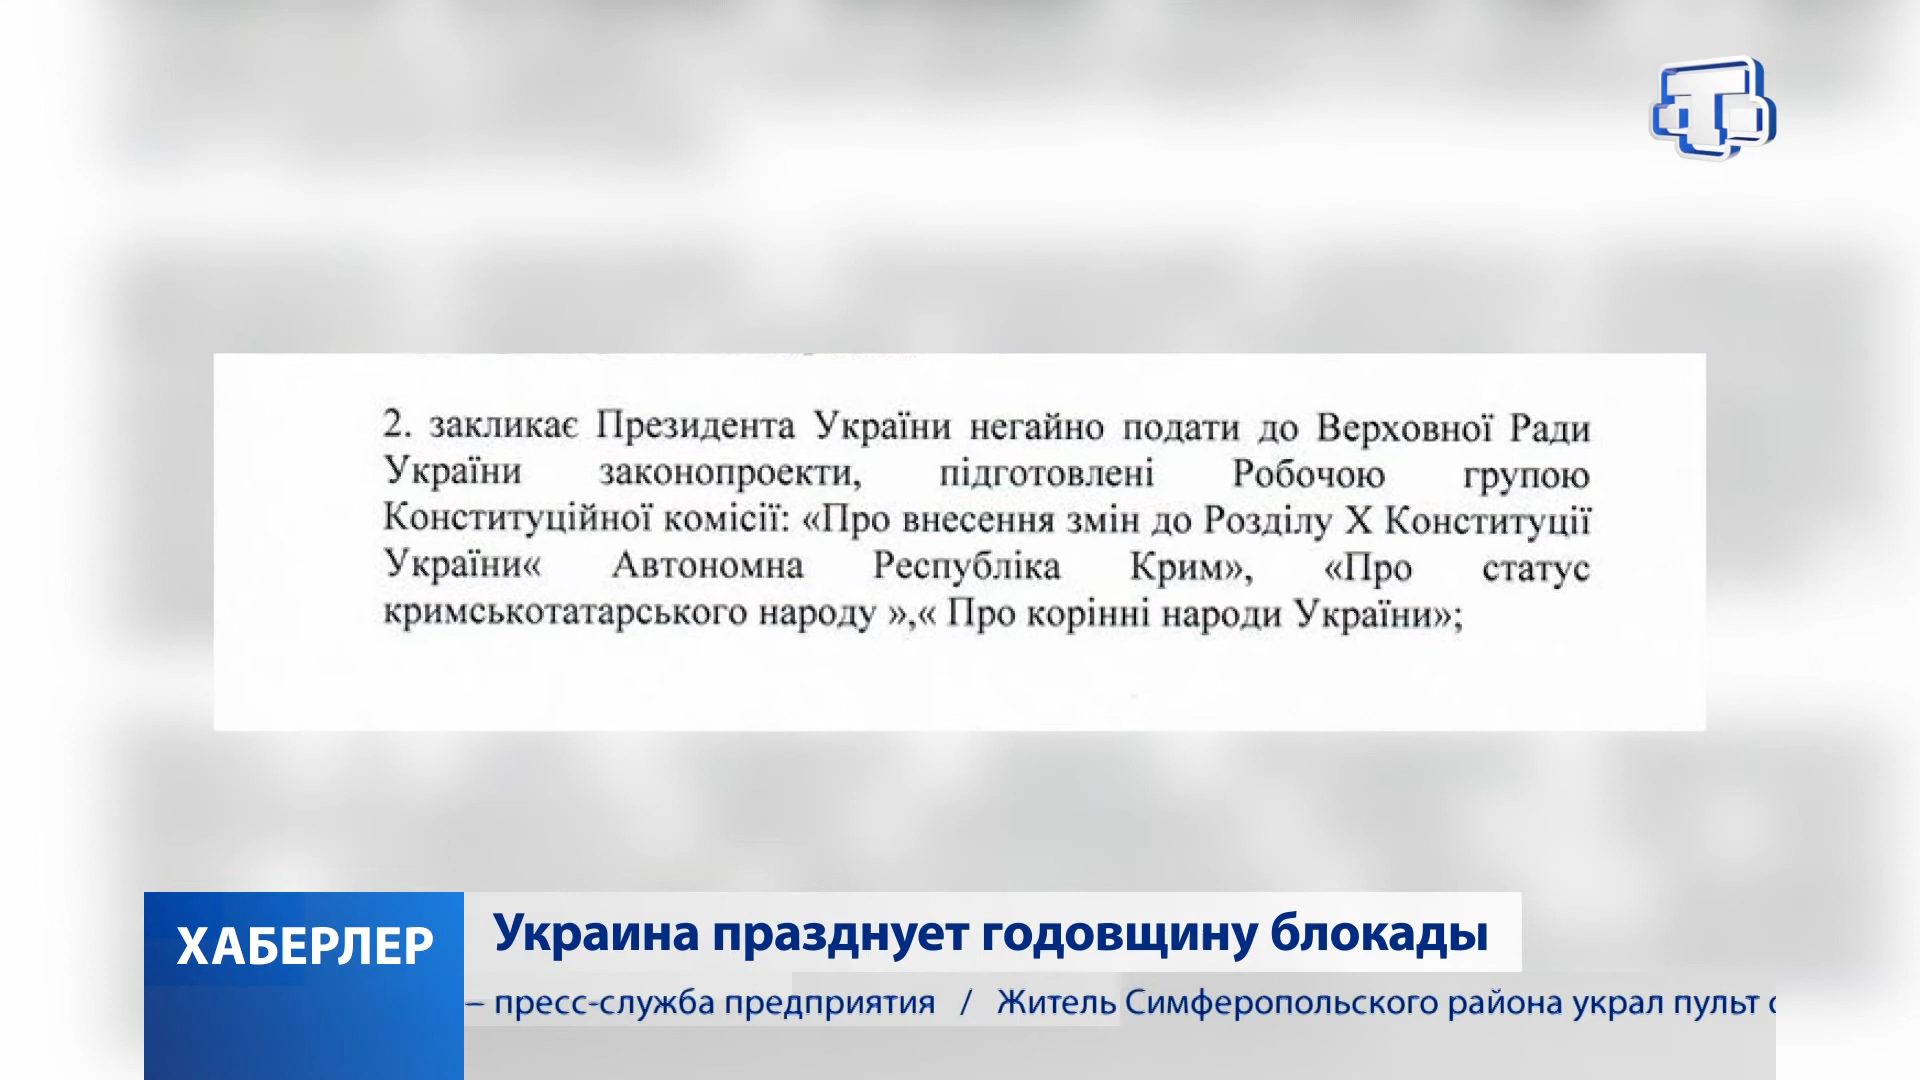 2. закликає Президента України негайно подати до Верховної Ради
України законопроекти, підготовлені Робочою групою
Конституційної комісії: «Про внесення змін до Розділу X Конституції
України« Автономна Республіка Крим», «Про статус
кримськотатарського народу »,« Про корінні народи України»;
ХАБЕРЛЕР
Украина празднует годовщину блокады
– пресс-служба предприятия / Житель Симферопольского района украл пульт